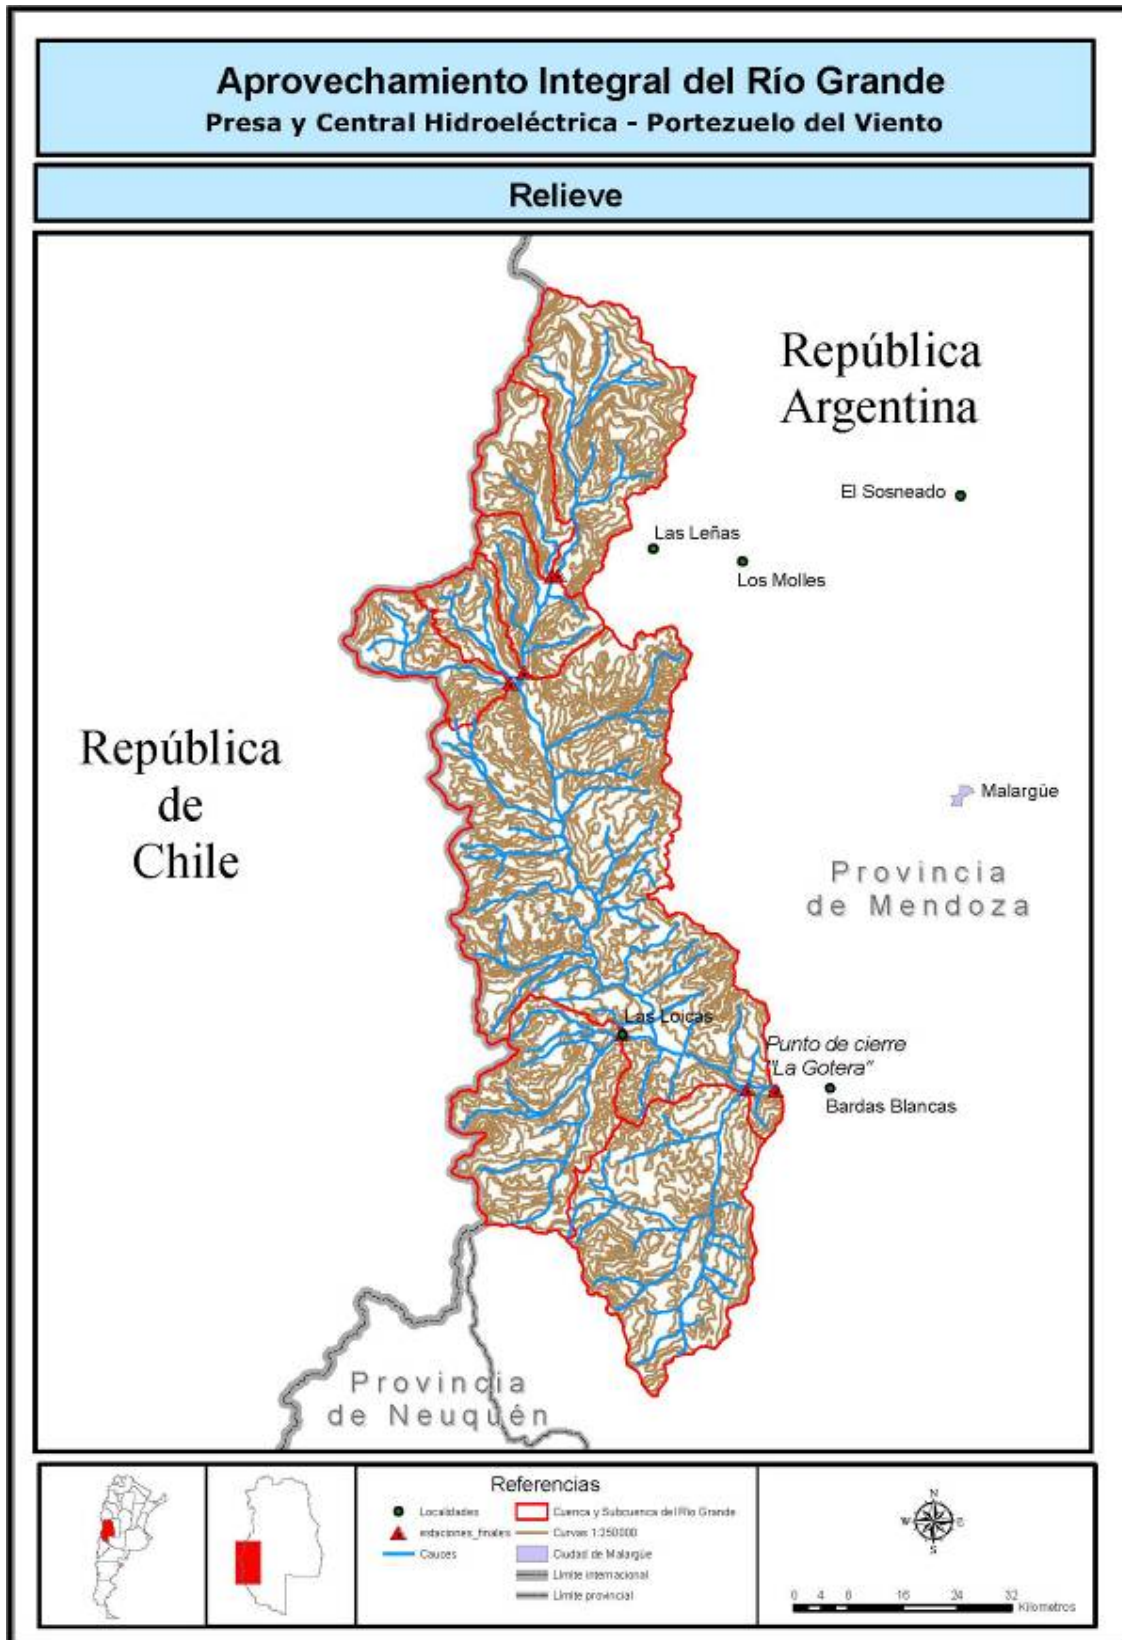 Aprovechamiento Integral del Río Grande
Presa y Central Hidroeléctrica - Portezuelo del Viento
Relieve
República
Argentina
El Sosneado
Las Leñas
Los Molles
República
de
Chile
Malargüe
Provincia
de Mendoza
Las Loicas
Punto de cierre
"La Gotera"
Bardas Blancas
Provincia
de Neuquén
Referencias
Localidades
estaciones_finales
Cauces
Cuenca y Subcuenca del Río Grande
Curvas 1:250000
Ciudad de Malargüe
Límite internacional
Límite provincial
N
W E
S
0 4 8 16 24 32
Kilometros